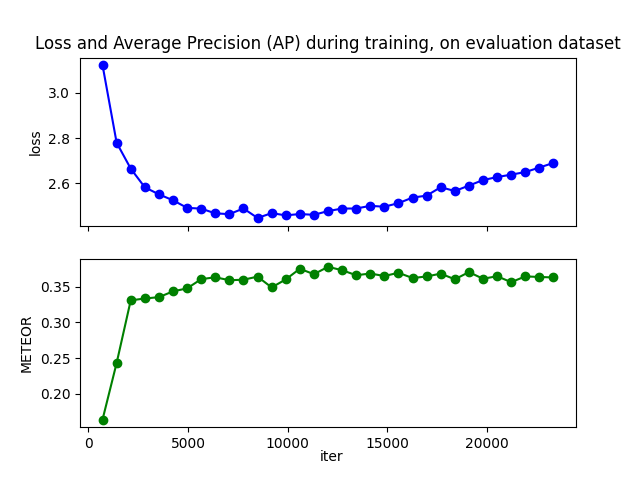 Loss and Average Precision (AP) during training, on evaluation dataset
3.0
2.8
2.6
loss
0.35
0.30
0.25
0.20
METEOR
0 5000 10000 15000 20000
iter